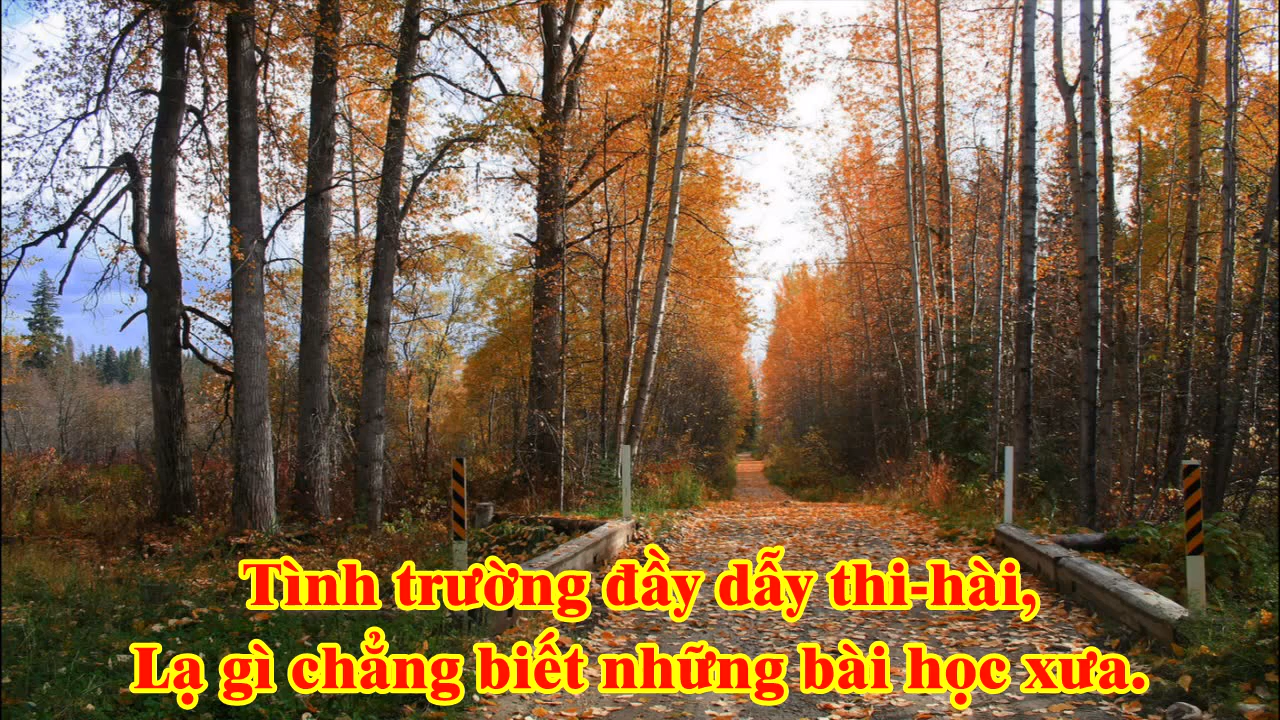 Tình trường đầy dẫy thi-hài,
Lạ gì chẳng biết những bài học xưa.